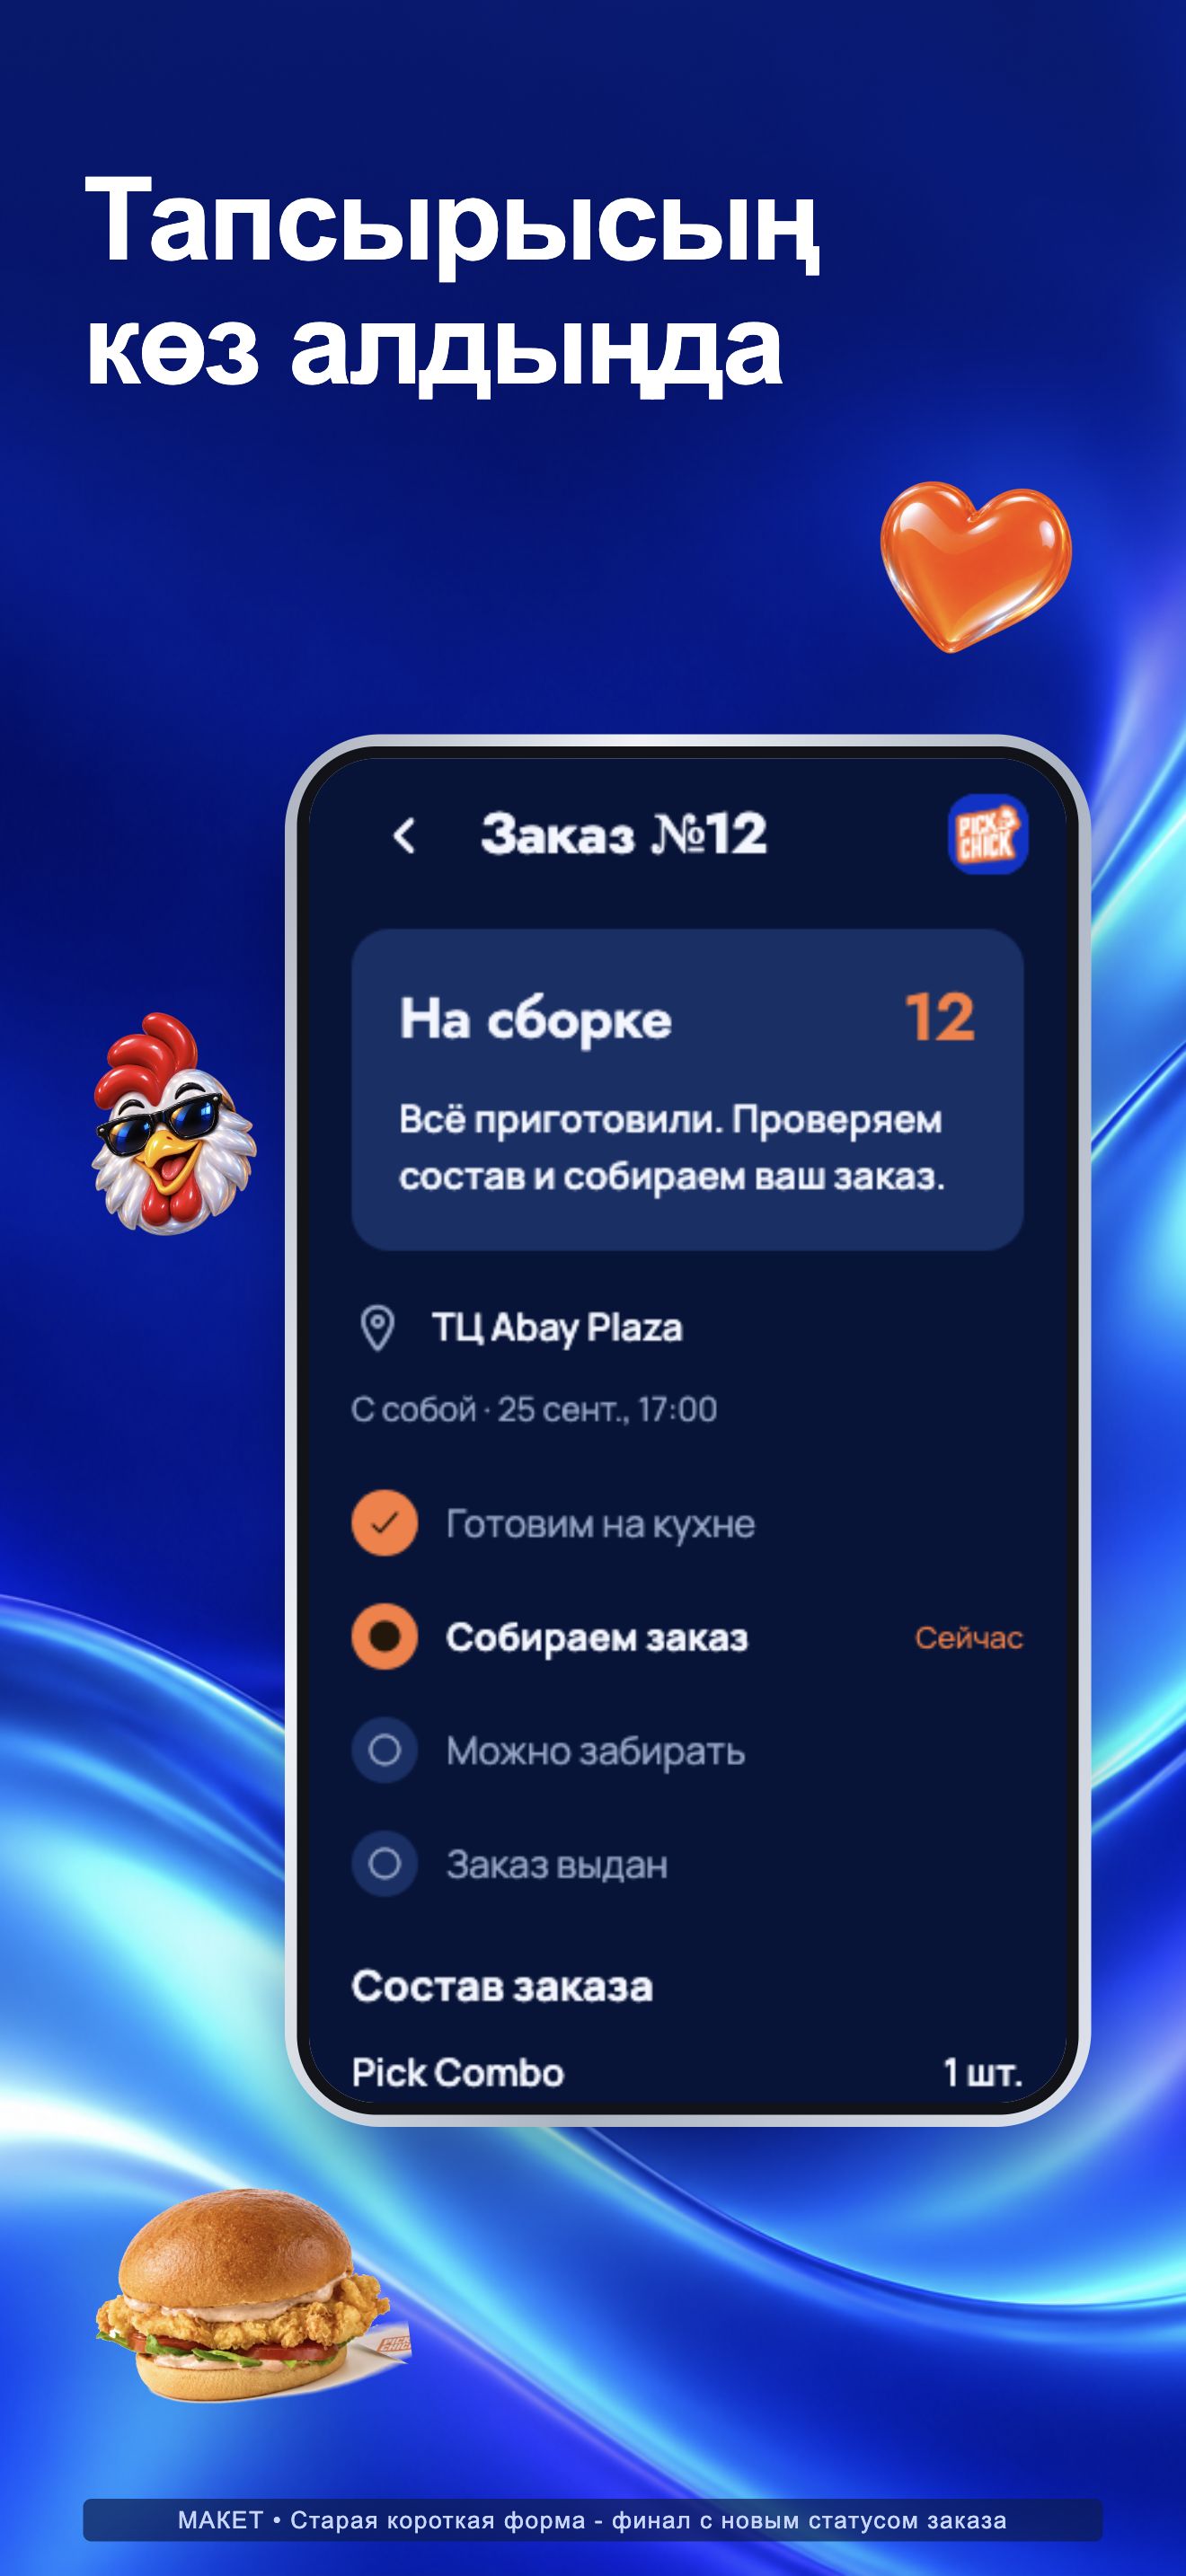 Тапсырысың
көз алдыңда
Заказ №12
PICK
CHICK
На сборке 12
Всё приготовили. Проверяем
состав и собираем ваш заказ.
ТЦ Abay Plaza
С собой · 25 сент., 17:00
Готовим на кухне
Собираем заказ Сейчас
Можно забирать
Заказ выдан
Состав заказа
Pick Combo 1 шт.
МАКЕТ • Старая короткая форма - финал с новым статусом заказа